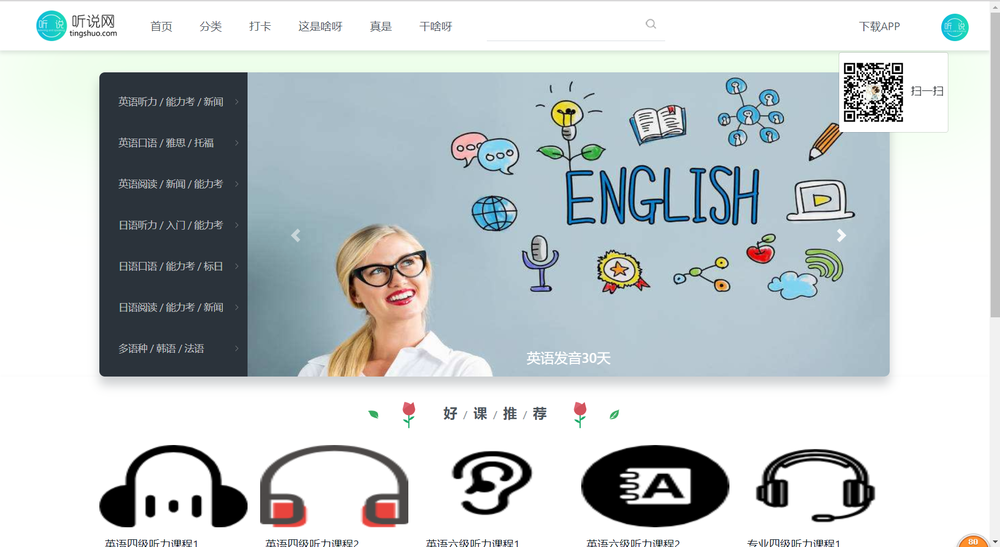 听 说
听说网
tingshuo.com
首页
分类
打卡
这是啥呀
真是
干啥呀
下载APP
听 说
扫一扫
英语听力 / 能力考 / 新闻
英语口语 / 雅思 / 托福
英语阅读 / 新闻 / 能力考
日语听力 / 入门 / 能力考
日语口语 / 能力考 / 标日
日语阅读 / 能力考 / 新闻
多语种 / 韩语 / 法语
ENGLISH
英语发音30天
好 / 课 / 推 / 荐
A
英语四级听力课程1
英语四级听力课程2
英语六级听力课程1
英语六级听力课程2
专业四级听力课程1
80